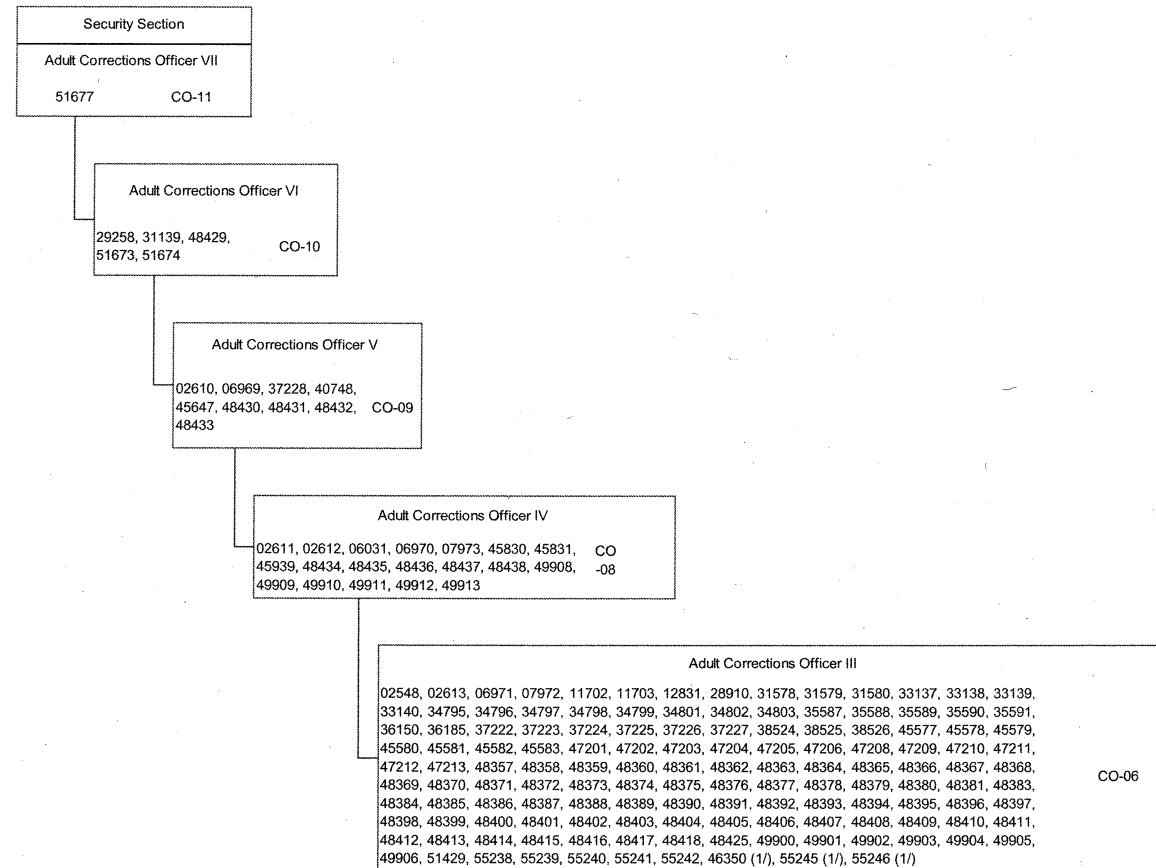 Security Section
Adult Corrections Officer VII
51677 CO-11
Adult Corrections Officer VI
29258, 31139, 48429,
51673, 51674
CO-10
Adult Corrections Officer V
02610, 06969, 37228, 40748,
45647, 48430, 48431, 48432, CO-09
48433
Adult Corrections Officer IV
02611, 02612, 06031, 06970, 07973, 45830, 45831, CO
45939, 48434, 48435, 48436, 48437, 48438, 49908, -08
49909, 49910, 49911, 49912, 49913
Adult Corrections Officer III
02548, 02613, 06971, 07972, 11702, 11703, 12831, 28910, 31578, 31579, 31580, 33137, 33138, 33139,
33140, 34795, 34796, 34797, 34798, 34799, 34801, 34802, 34803, 35587, 35588, 35589, 35590, 35591,
36150, 36185, 37222, 37223, 37224, 37225, 37226, 37227, 38524, 38525, 38526, 45577, 45578, 45579,
45580, 45581, 45582, 45583, 47201, 47202, 47203, 47204, 47205, 47206, 47208, 47209, 47210, 47211,
47212, 47213, 48357, 48358, 48359, 48360, 48361, 48362, 48363, 48364, 48365, 48366, 48367, 48368,
48369, 48370, 48371, 48372, 48373, 48374, 48375, 48376, 48377, 48378, 48379, 48380, 48381, 48383,
48384, 48385, 48386, 48387, 48388, 48389, 48390, 48391, 48392, 48393, 48394, 48395, 48396, 48397,
48398, 48399, 48400, 48401, 48402, 48403, 48404, 48405, 48406, 48407, 48408, 48409, 48410, 48411,
48412, 48413, 48414, 48415, 48416, 48417, 48418, 48425, 49900, 49901, 49902, 49903, 49904, 49905,
49906, 51429, 55238, 55239, 55240, 55241, 55242, 46350 (1/), 55245 (1/), 55246 (1/)
CO-06